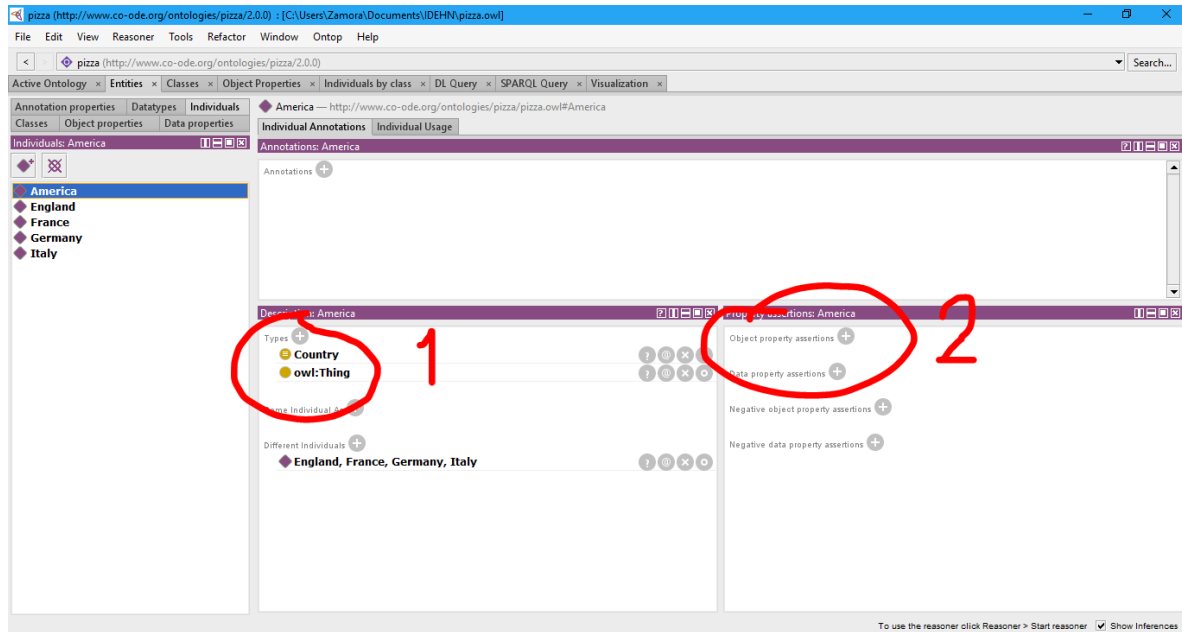 pizza (http://www.co-ode.org/ontologies/pizza/2.0.0) : [C:\Users\Zamora\Documents\IDEHN\pizza.owl]
File Edit View Reasoner Tools Refactor Window Ontop Help
< > pizza (http://www.co-ode.org/ontologies/pizza/2.0.0) Search...
Active Ontology × Entities × Classes × Object Properties × Individuals by class × DL Query × SPARQL Query × Visualization ×
Annotation properties Datatypes Individuals
Classes Object properties Data properties
America — http://www.co-ode.org/ontologies/pizza/pizza.owl#America
Individual Annotations Individual Usage
Individuals: America
America
England
France
Germany
Italy
Annotations: America
Annotations
Description: America
Types
Country
owl:Thing
Same Individual As
Different Individuals
England, France, Germany, Italy
1
Property assertions: America
Object property assertions
Data property assertions
Negative object property assertions
Negative data property assertions
2
To use the reasoner click Reasoner > Start reasoner Show Inferences